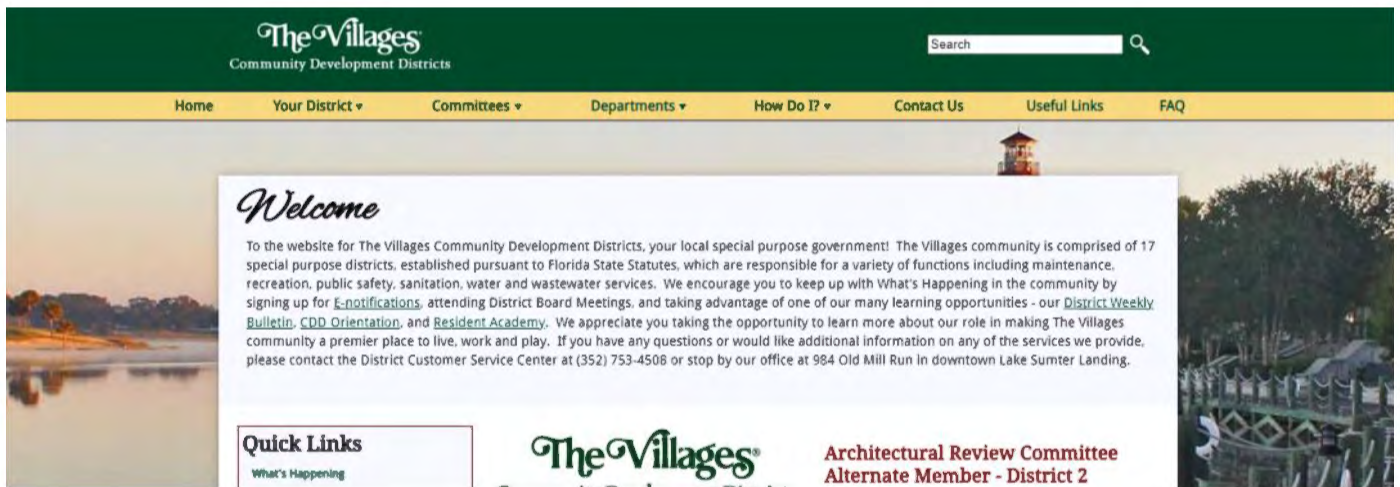 The Villages®
Community Development Districts
Search
Home Your District Committees Departments How Do I? Contact Us Useful Links FAQ
Welcome
To the website for The Villages Community Development Districts, your local special purpose government! The Villages community is comprised of 17
special purpose districts, established pursuant to Florida State Statutes, which are responsible for a variety of functions including maintenance,
recreation, public safety, sanitation, water and wastewater services. We encourage you to keep up with What's Happening in the community by
signing up for E-notifications, attending District Board Meetings, and taking advantage of one of our many learning opportunities - our District Weekly
Bulletin, CDD Orientation, and Resident Academy. We appreciate you taking the opportunity to learn more about our role in making The Villages
community a premier place to live, work and play. If you have any questions or would like additional information on any of the services we provide,
please contact the District Customer Service Center at (352) 753-4508 or stop by our office at 984 Old Mill Run in downtown Lake Sumter Landing.
Quick Links
What's Happening
The Villages®
Architectural Review Committee
Alternate Member - District 2